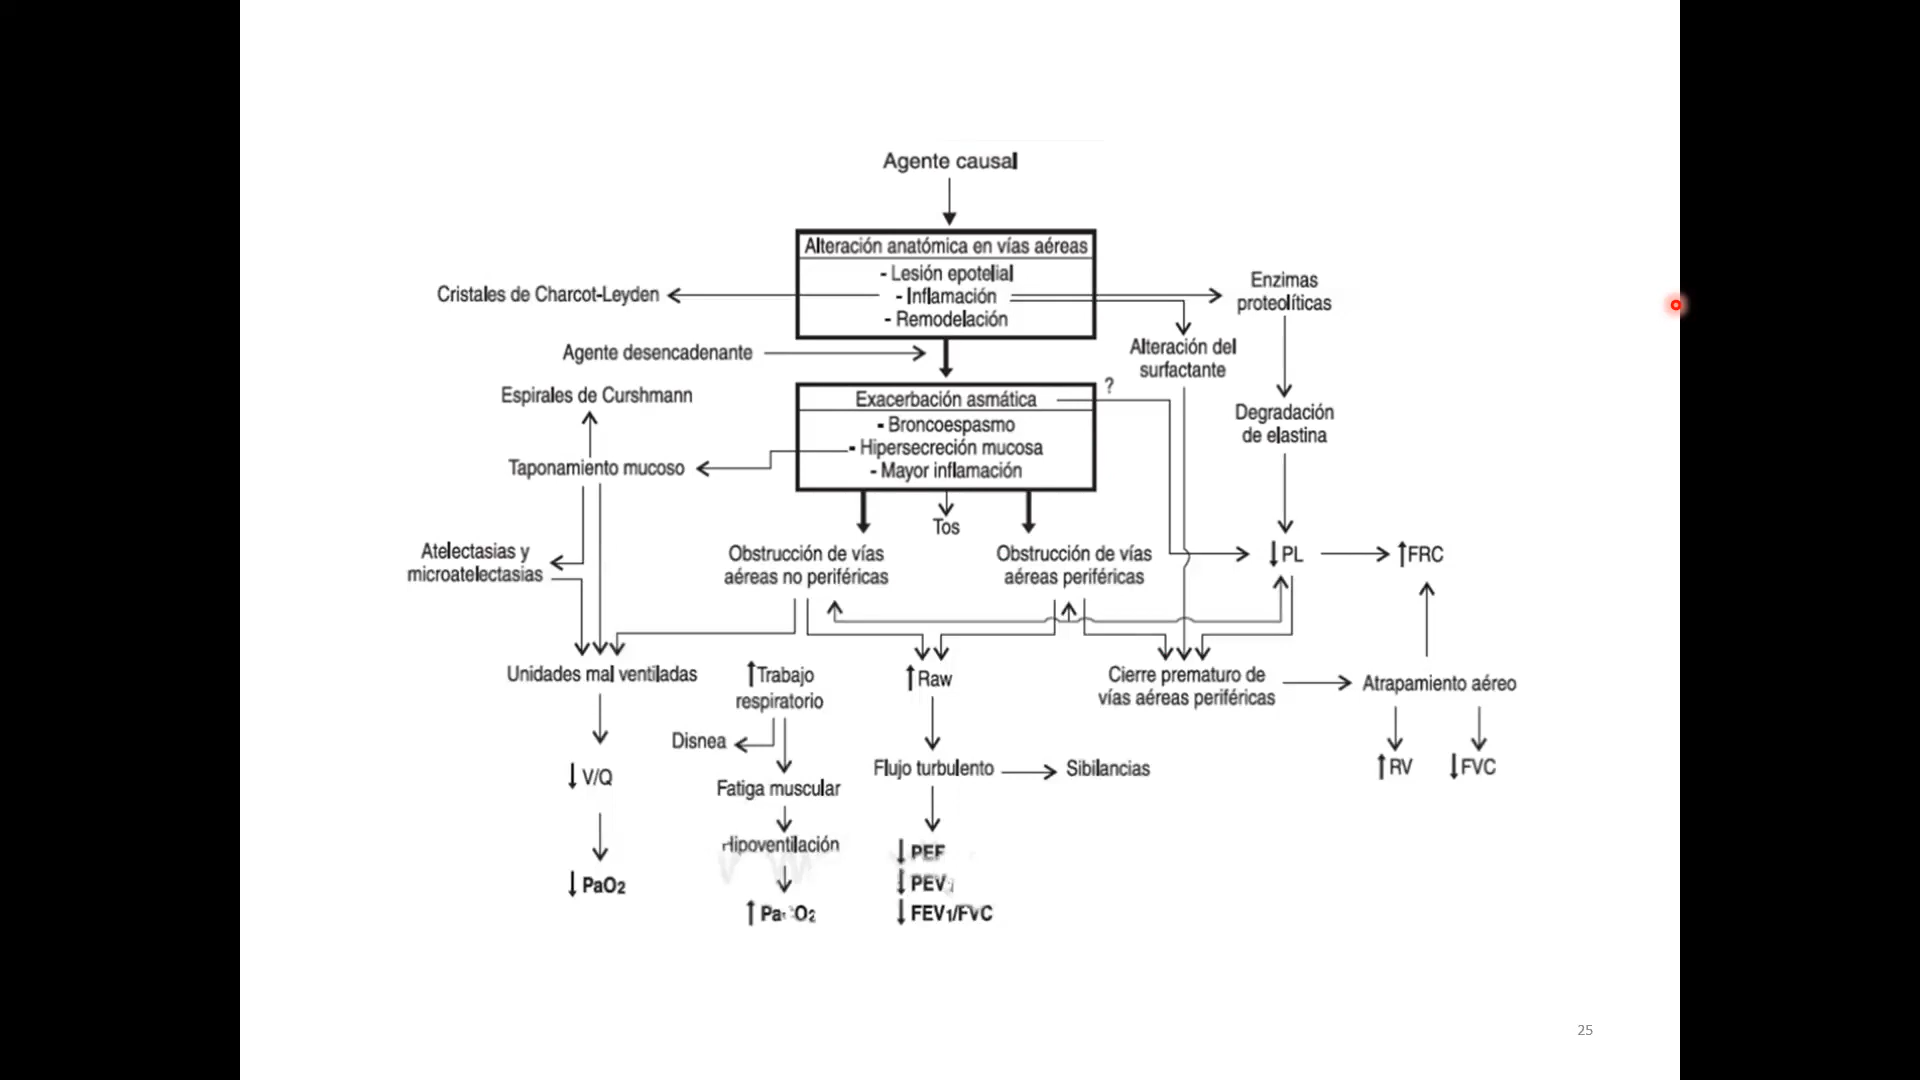 Agente causal
Alteración anatómica en vías aéreas
- Lesión epotelial
- Inflamación
- Remodelación
Cristales de Charcot-Leyden
Enzimas
proteolíticas
Agente desencadenante
Alteración del
surfactante
?
Espirales de Curshmann
Exacerbación asmática
- Broncoespasmo
- Hipersecreción mucosa
- Mayor inflamación
Degradación
de elastina
Taponamiento mucoso
Tos
Atelectasias y
microatelectasias
Obstrucción de vías
aéreas no periféricas
Obstrucción de vías
aéreas periféricas
↓PL
↑FRC
Unidades mal ventiladas
↑Trabajo
respiratorio
↑Raw
Cierre prematuro de
vías aéreas periféricas
Atrapamiento aéreo
Disnea
↓V/Q
Fatiga muscular
Flujo turbulento
Sibilancias
↑RV
↓FVC
Hipoventilación
↓PEF
↓PaO2
↓PEV
↓FEV1/FVC
25